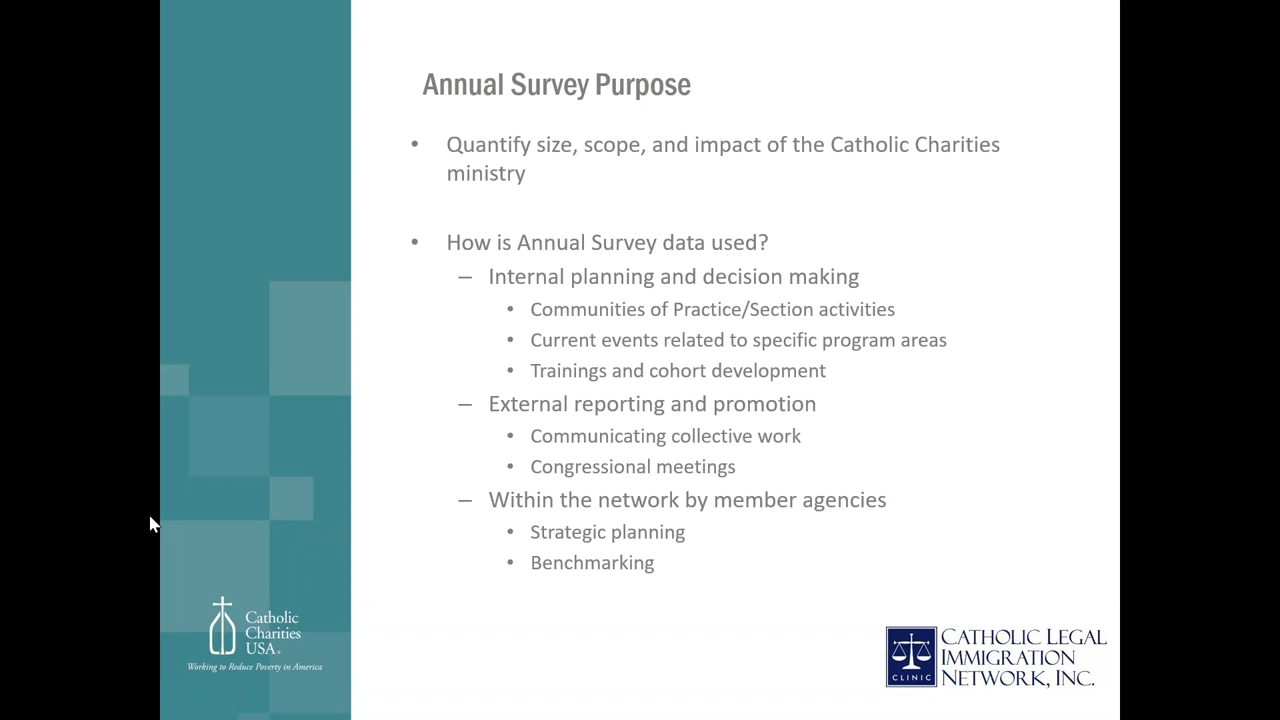 Annual Survey Purpose
• Quantify size, scope, and impact of the Catholic Charities
ministry
• How is Annual Survey data used?
– Internal planning and decision making
• Communities of Practice/Section activities
• Current events related to specific program areas
• Trainings and cohort development
– External reporting and promotion
• Communicating collective work
• Congressional meetings
– Within the network by member agencies
• Strategic planning
• Benchmarking
Catholic
Charities
USA®
Working to Reduce Poverty in America
CLINIC
CATHOLIC LEGAL
IMMIGRATION
NETWORK, INC.